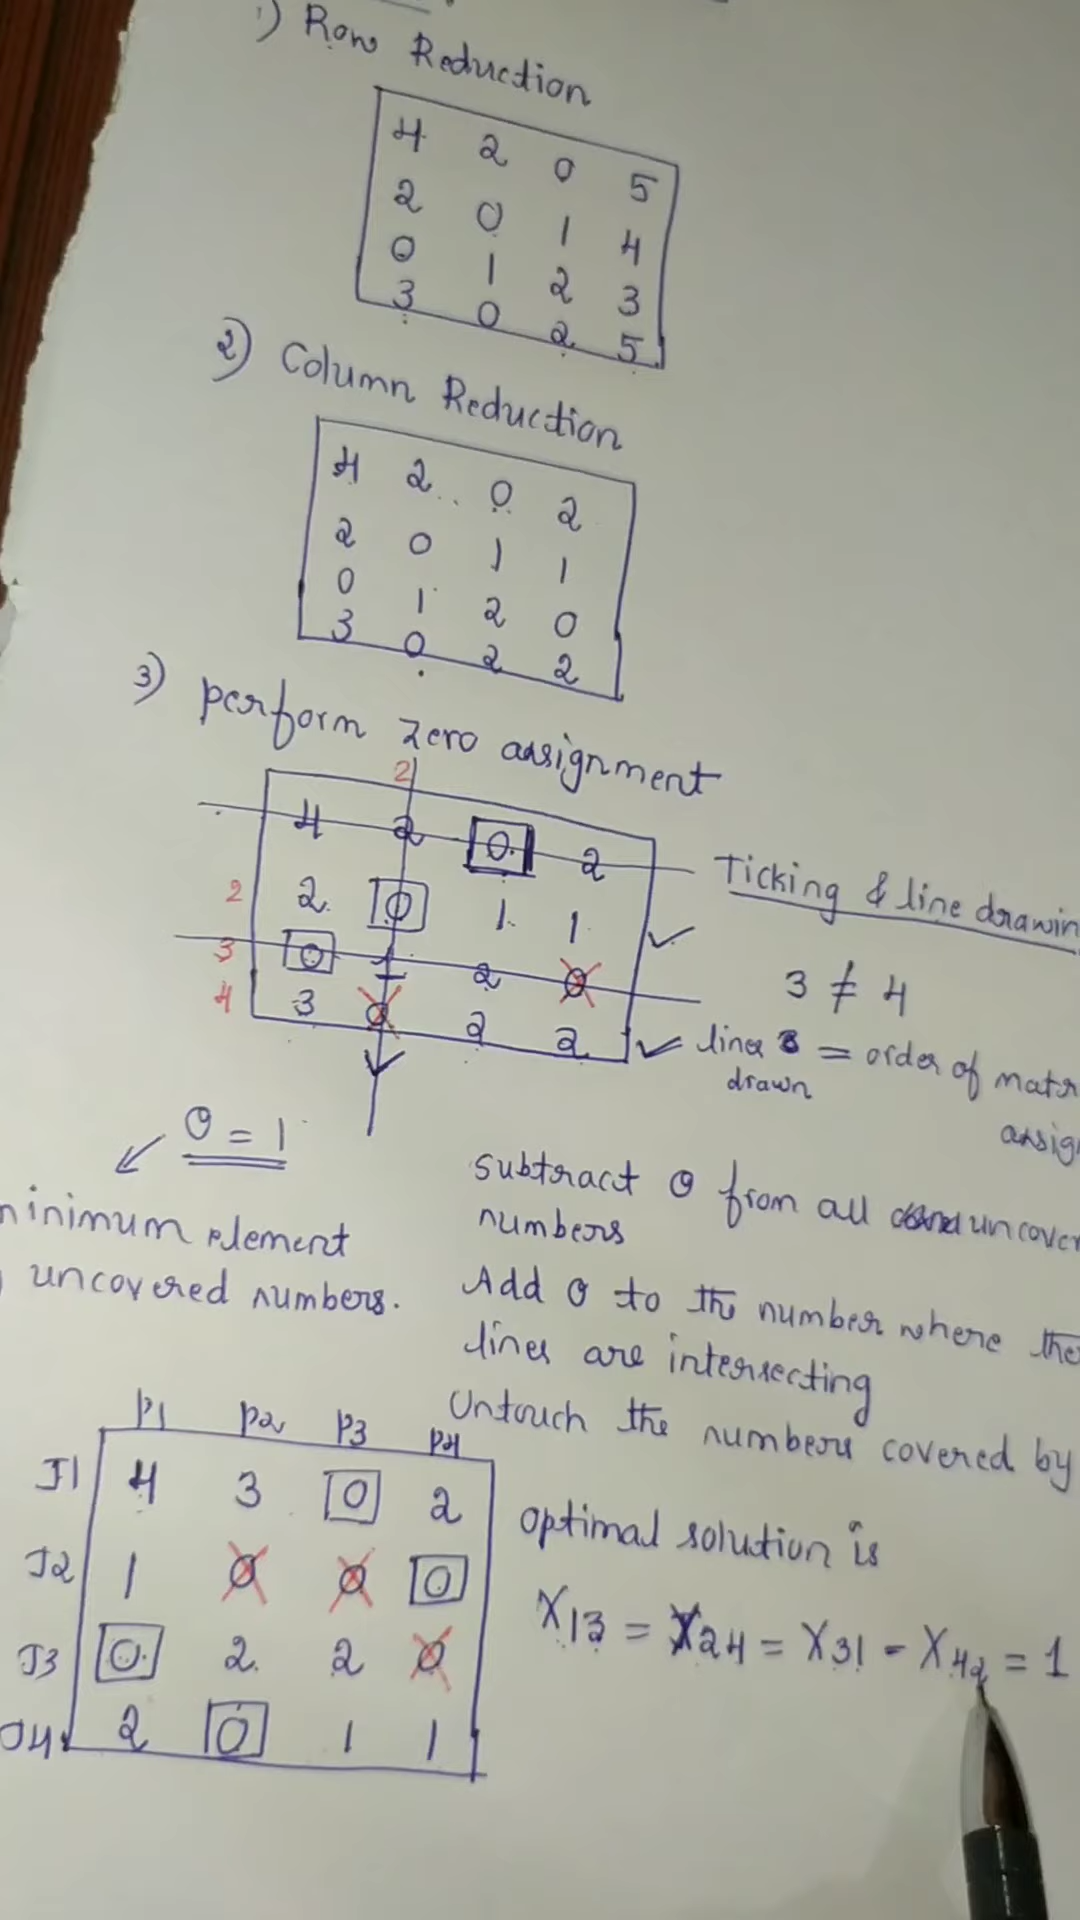 1) Row Reduction
4 2 0 5
2 0 1 4
0 1 2 3
3 0 2 5
2) Column Reduction
4 2 0 2
2 0 1 1
0 1 2 0
3 0 2 2
3) perform zero assignment
2
4 2 0 2
2 2 0 1 1 ✓
3 0 1 2 0
4 3 0 2 2 ✓
✓
Ticking & line drawin
3 ≠ 4
lines = order of matr
drawn assig
θ = 1
minimum element
uncovered numbers.
subtract θ from all uncover
numbers
Add θ to the number where the
lines are intersecting
Untouch the numbers covered by
P1 P2 P3 P4
J1 4 3 0 2
J2 1 0 0 0
J3 0 2 2 0
J4 2 0 1 1
optimal solution is
X13 = X24 = X31 - X42 = 1